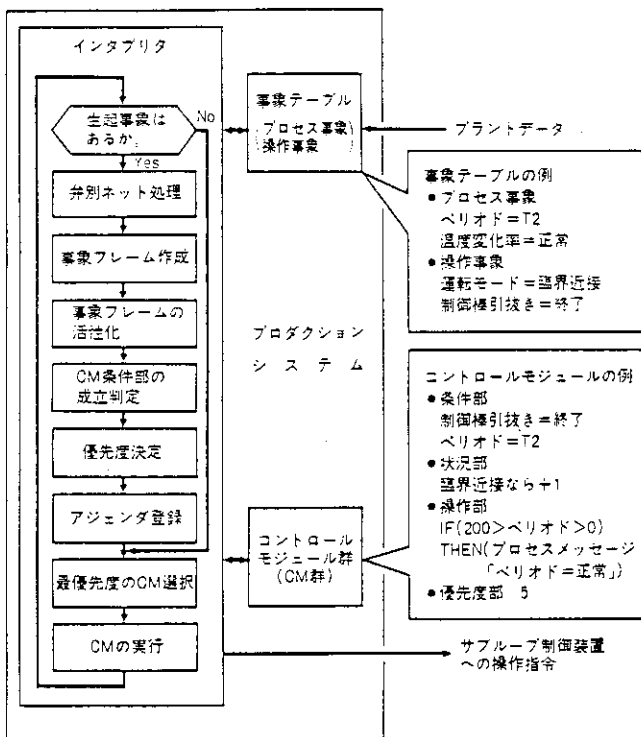 インタプリタ
生起事象は
あるか。
No
Yes
弁別ネット処理
事象フレーム作成
事象フレームの
活性化
CM条件部の
成立判定
優先度決定
アジェンダ登録
最優先度のCM選択
CMの実行
事象テーブル
(プロセス事象)
(操作事象)
プロダクション
システム
コントロール
モジュール群
(CM群)
プラントデータ
事象テーブルの例
●プロセス事象
ペリオド=T2
温度変化率=正常
●操作事象
運転モード=臨界近接
制御棒引抜き=終了
コントロールモジュールの例
●条件部
制御棒引抜き=終了
ペリオド=T2
●状況部
臨界近接なら+1
●操作部
IF(200>ペリオド>0)
THEN(プロセスメッセージ
「ペリオド=正常」)
●優先度部 5
サブループ制御装置
への操作指令